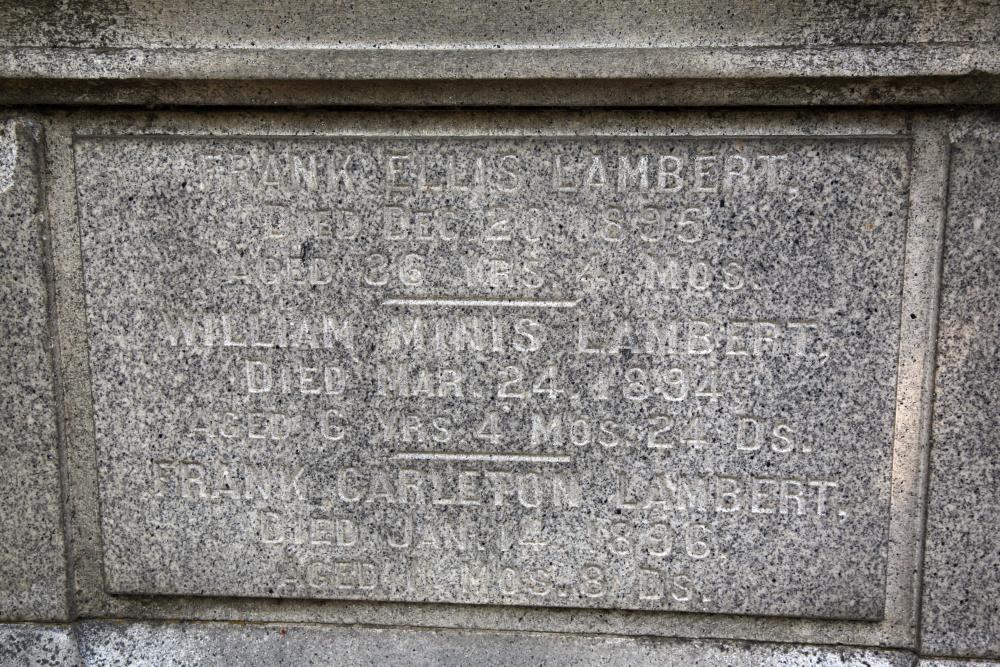 FRANK ELLIS LAMBERT,
DIED DEC. 20, 1895.
AGED 36 YRS. 4 MOS.
WILLIAM MINIS LAMBERT,
DIED MAR. 24, 1894.
AGED 6 YRS. 4 MOS. 24 DS.
FRANK CARLETON LAMBERT,
DIED JAN. 14, 1896.
AGED MOS. 8 DS.